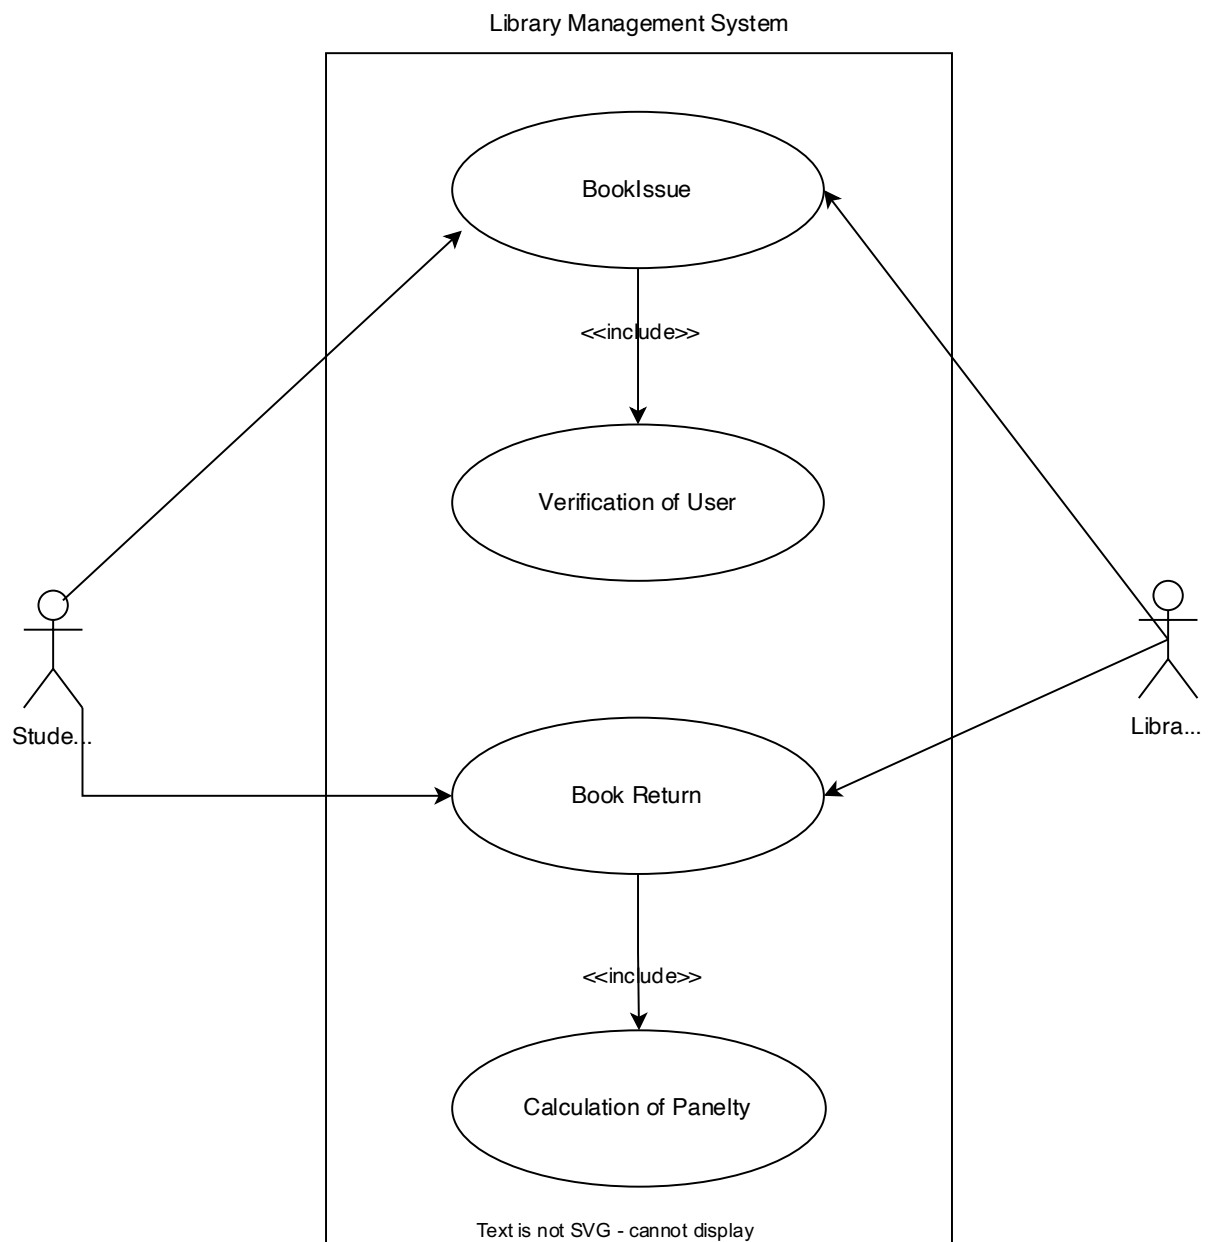 Library Management System
BookIssue
<<include>>
Verification of User
Stude...
Libra...
Book Return
<<include>>
Calculation of Panelty
Text is not SVG - cannot display